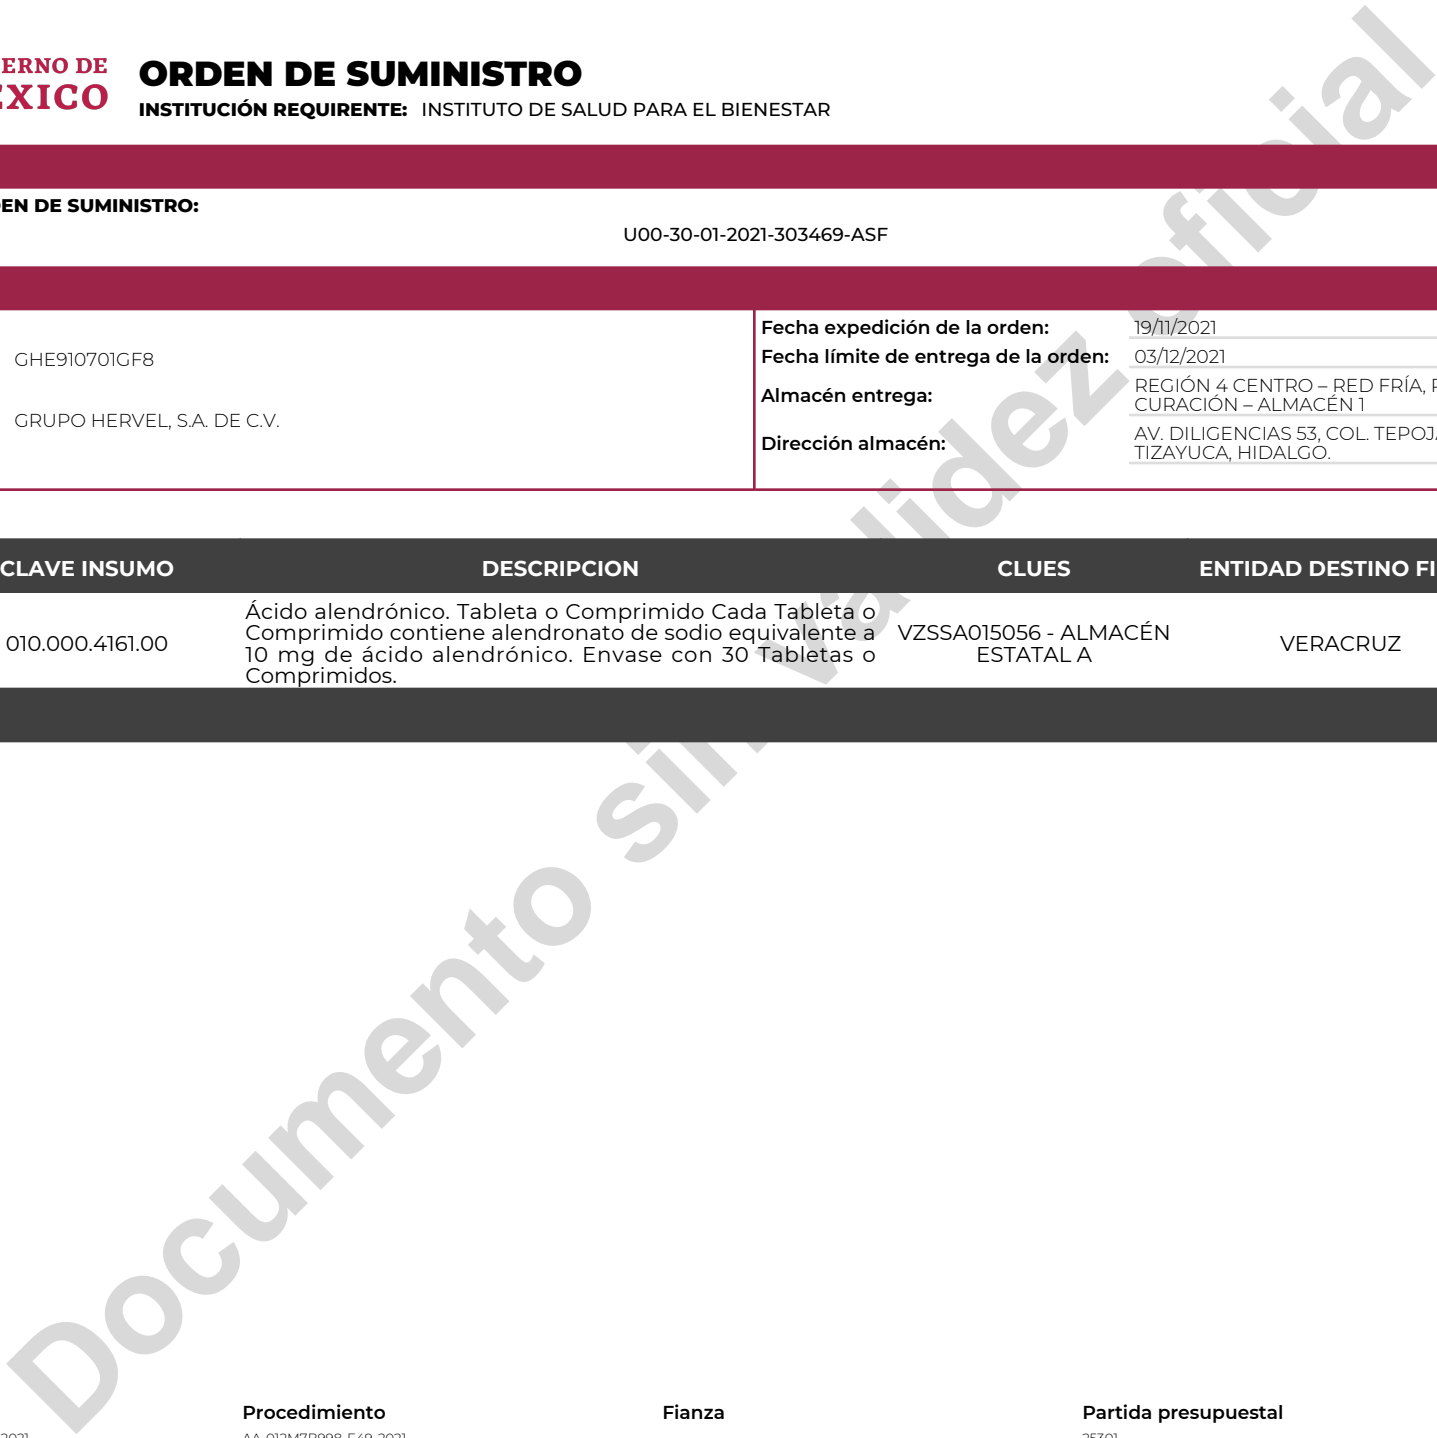 ERNO DE
ÉXICO
ORDEN DE SUMINISTRO
INSTITUCIÓN REQUIRENTE: INSTITUTO DE SALUD PARA EL BIENESTAR
EN DE SUMINISTRO:
U00-30-01-2021-303469-ASF
GHE910701GF8
GRUPO HERVEL, S.A. DE C.V.
Fecha expedición de la orden: 19/11/2021
Fecha límite de entrega de la orden: 03/12/2021
Almacén entrega: REGIÓN 4 CENTRO – RED FRÍA,
CURACIÓN – ALMACÉN 1
Dirección almacén: AV. DILIGENCIAS 53, COL. TEPOJ
TIZAYUCA, HIDALGO.
CLAVE INSUMO DESCRIPCION CLUES ENTIDAD DESTINO FI
010.000.4161.00
Ácido alendrónico. Tableta o Comprimido Cada Tableta o
Comprimido contiene alendronato de sodio equivalente a
10 mg de ácido alendrónico. Envase con 30 Tabletas o
Comprimidos.
VZSSA015056 - ALMACÉN
ESTATAL A
VERACRUZ
Documento sin validez oficial
Procedimiento Fianza Partida presupuestal